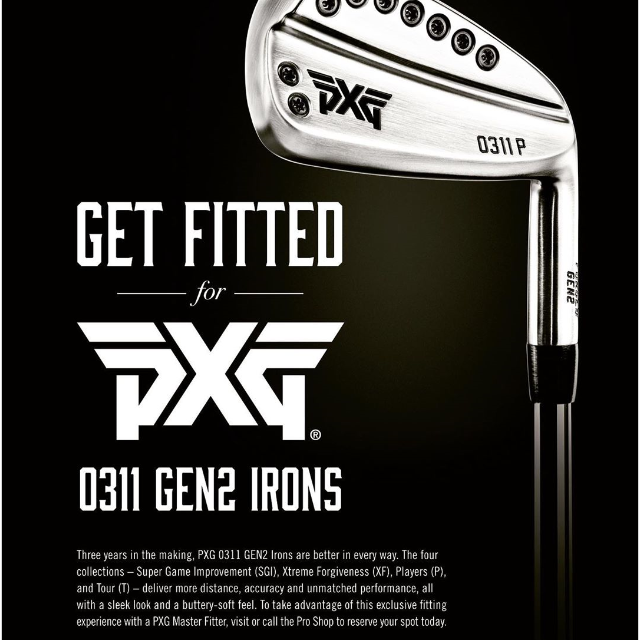 PXG
0311 P
GEN2
GET FITTED
for
PXG®
0311 GEN2 IRONS
Three years in the making, PXG 0311 GEN2 Irons are better in every way. The four
collections – Super Game Improvement (SGI), Xtreme Forgiveness (XF), Players (P),
and Tour (T) – deliver more distance, accuracy and unmatched performance, all
with a sleek look and a buttery-soft feel. To take advantage of this exclusive fitting
experience with a PXG Master Fitter, visit or call the Pro Shop to reserve your spot today.